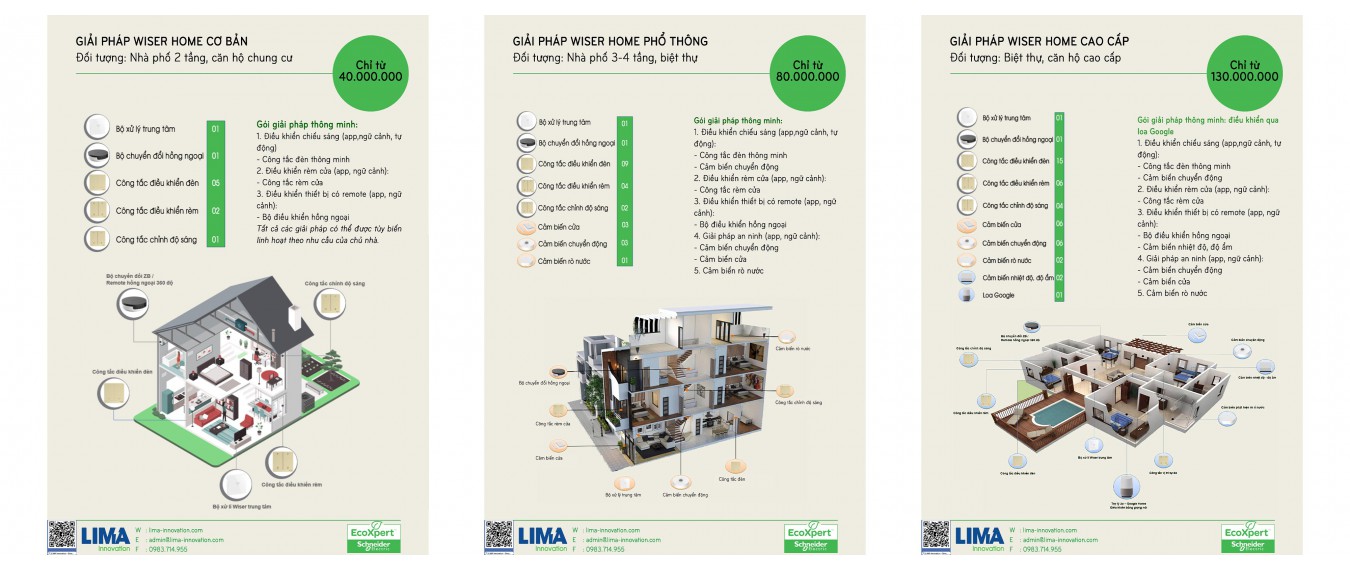 GIẢI PHÁP WISER HOME CƠ BẢN
Đối tượng: Nhà phố 2 tầng, căn hộ chung cư
Chỉ từ
40.000.000
Bộ xử lý trung tâm 01
Bộ chuyển đổi hồng ngoại 01
Công tắc điều khiển đèn 05
Công tắc điều khiển rèm 02
Công tắc chỉnh độ sáng 01
Gói giải pháp thông minh:
1. Điều khiển chiếu sáng (app,ngữ cảnh, tự
động)
- Công tắc đèn thông minh
2. Điều khiển rèm cửa (app, ngữ cảnh):
- Công tắc rèm cửa
3. Điều khiển thiết bị có remote (app, ngữ
cảnh):
- Bộ điều khiển hồng ngoại
Tất cả các giải pháp có thể được tùy biến
linh hoạt theo nhu cầu của chủ nhà.
Bộ chuyển đổi ZB /
Remote hồng ngoại 360 độ
Công tắc chỉnh độ sáng
Công tắc điều khiển đèn
Công tắc điều khiển rèm
Bộ xử lí Wiser trung tâm
LIMA
Innovation
W : lima-innovation.com
E : admin@lima-innovation.com
F : 0983.714.955
EcoXpert
Schneider
Electric
GIẢI PHÁP WISER HOME PHỔ THÔNG
Đối tượng: Nhà phố 3-4 tầng, biệt thự
Chỉ từ
80.000.000
Bộ xử lý trung tâm 01
Bộ chuyển đổi hồng ngoại 01
Công tắc điều khiển đèn 09
Công tắc điều khiển rèm 04
Công tắc chỉnh độ sáng 02
Cảm biến cửa 03
Cảm biến chuyển động 03
Cảm biến rò nước 01
Gói giải pháp thông minh:
1. Điều khiển chiếu sáng (app,ngữ cảnh, tự
động):
- Công tắc đèn thông minh
- Cảm biến chuyển động
2. Điều khiển rèm cửa (app, ngữ cảnh):
- Công tắc rèm cửa
3. Điều khiển thiết bị có remote (app, ngữ
cảnh):
- Bộ điều khiển hồng ngoại
4. Giải pháp an ninh (app, ngữ cảnh):
- Cảm biến chuyển động
- Cảm biến cửa
5. Cảm biến rò nước
Cảm biến rò nước
Bộ chuyển đổi hồng ngoại
Công tắc chỉnh độ sáng
Công tắc rèm cửa
Cảm biến cửa
Công tắc đèn
Bộ xử lý trung tâm
Cảm biến chuyển động
LIMA
Innovation
W : lima-innovation.com
E : admin@lima-innovation.com
F : 0983.714.955
EcoXpert
Schneider
Electric
GIẢI PHÁP WISER HOME CAO CẤP
Đối tượng: Biệt thự, căn hộ cao cấp
Chỉ từ
130.000.000
Bộ xử lý trung tâm 01
Bộ chuyển đổi hồng ngoại 01
Công tắc điều khiển đèn 15
Công tắc điều khiển rèm 06
Công tắc chỉnh độ sáng 04
Cảm biến cửa 06
Cảm biến chuyển động 06
Cảm biến rò nước 02
Cảm biến nhiệt độ, độ ẩm 02
Loa Google 01
Gói giải pháp thông minh: điều khiển qua
loa Google
1. Điều khiển chiếu sáng (app,ngữ cảnh, tự
động):
- Công tắc đèn thông minh
- Cảm biến chuyển động
2. Điều khiển rèm cửa (app, ngữ cảnh):
- Công tắc rèm cửa
3. Điều khiển thiết bị có remote (app, ngữ
cảnh):
- Bộ điều khiển hồng ngoại
- Cảm biến nhiệt độ, độ ẩm
4. Giải pháp an ninh (app, ngữ cảnh):
- Cảm biến chuyển động
- Cảm biến cửa
5. Cảm biến rò nước
Cảm biến cửa
Cảm biến chuyển động
Công tắc chỉnh độ sáng
Công tắc điều khiển rèm
Công tắc điều khiển đèn
Bộ xử lí Wiser trung tâm
LIMA
Innovation
W : lima-innovation.com
E : admin@lima-innovation.com
F : 0983.714.955
EcoXpert
Schneider
Electric